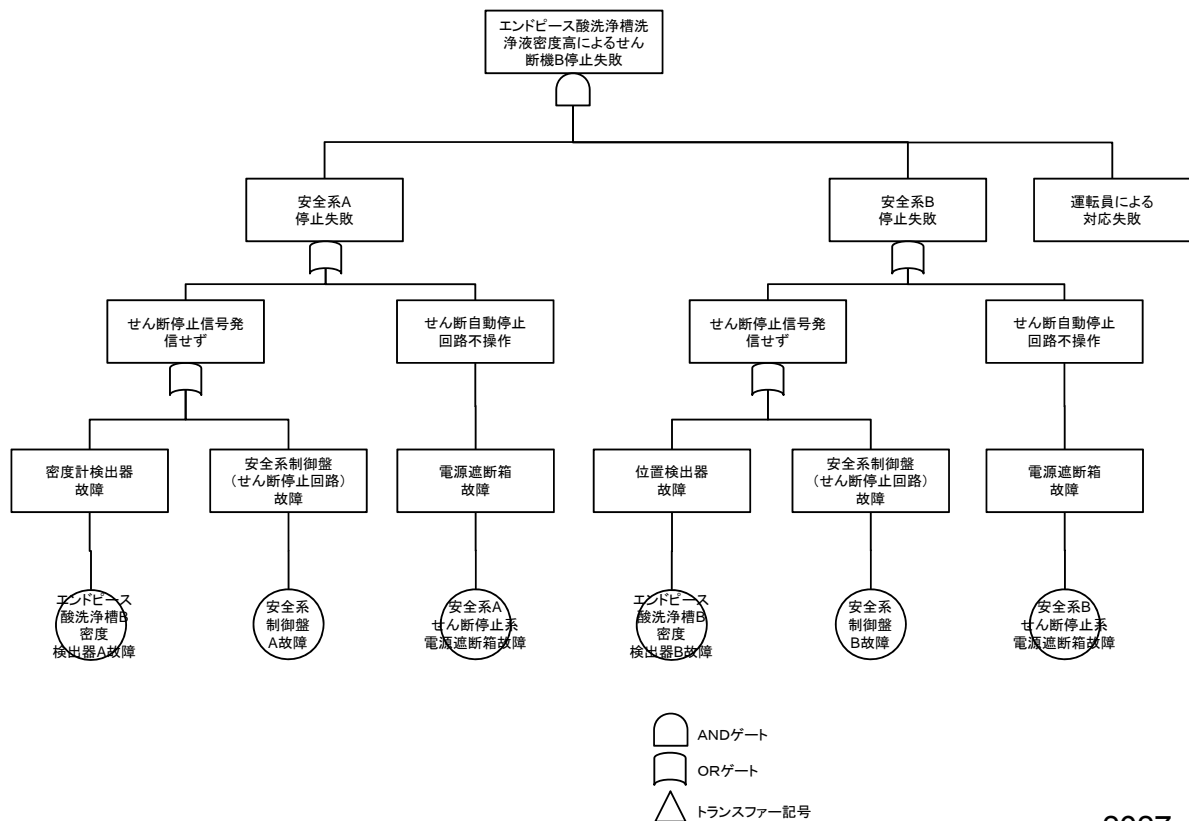 エンドピース酸洗浄槽洗
浄液密度高によるせん
断機B停止失敗
安全系A
停止失敗
安全系B
停止失敗
運転員による
対応失敗
せん断停止信号発
信せず
せん断自動停止
回路不操作
せん断停止信号発
信せず
せん断自動停止
回路不操作
密度計検出器
故障
安全系制御盤
（せん断停止回路）
故障
電源遮断箱
故障
位置検出器
故障
安全系制御盤
（せん断停止回路）
故障
電源遮断箱
故障
エンドピース
酸洗浄槽B
密度
検出器A故障
安全系
制御盤
A故障
安全系A
せん断停止系
電源遮断箱故障
エンドピース
酸洗浄槽B
密度
検出器B故障
安全系
制御盤
B故障
安全系B
せん断停止系
電源遮断箱故障
ANDゲート
ORゲート
トランスファー記号